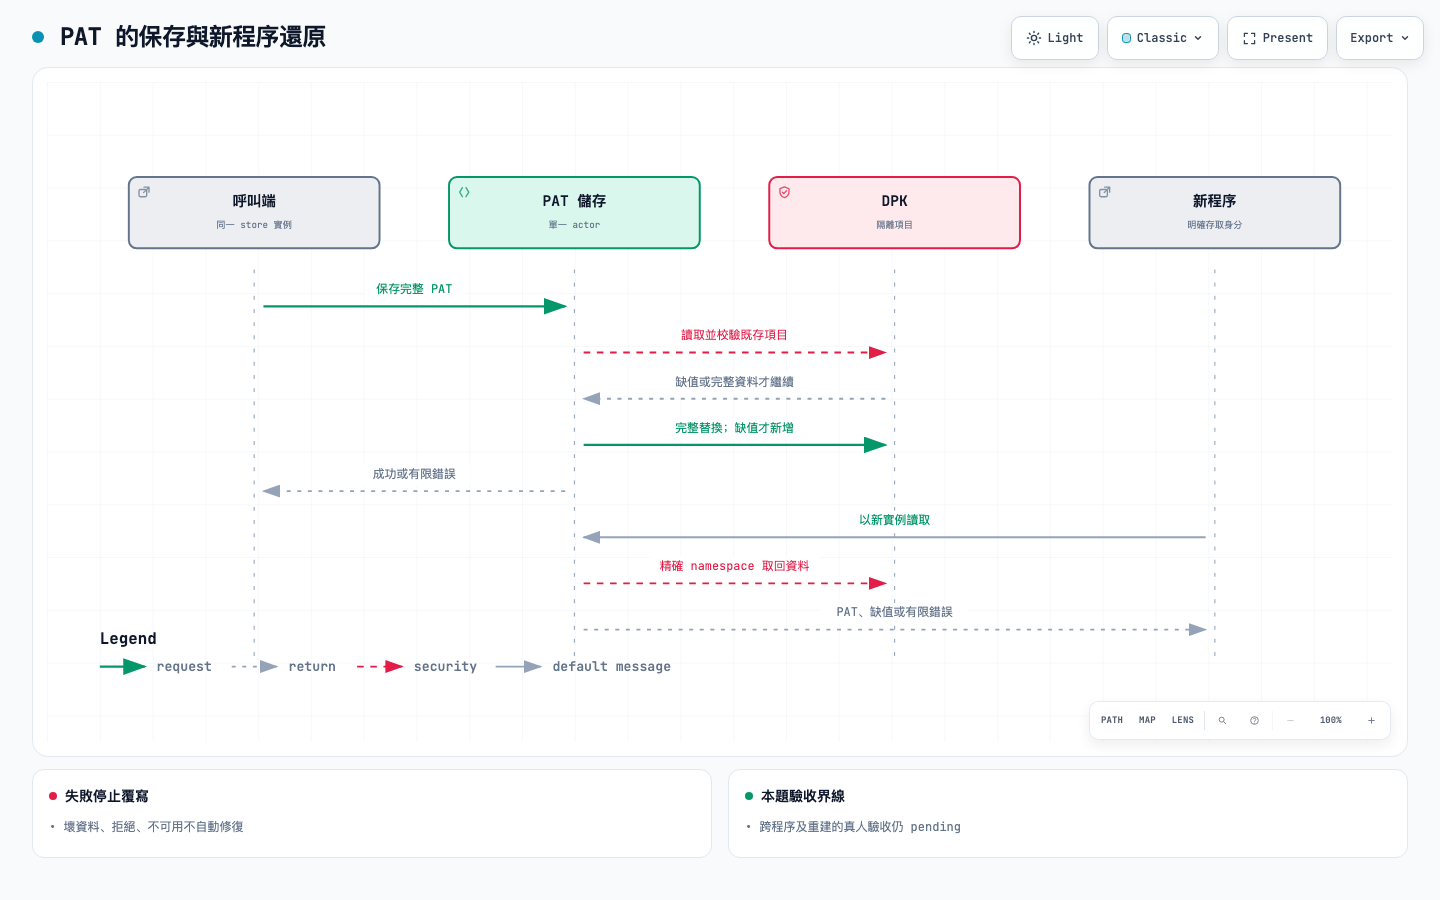 PAT 的保存與新程序還原
Light
Classic
Present
Export
呼叫端
同一 store 實例
PAT 儲存
單一 actor
DPK
隔離項目
新程序
明確存取身分
保存完整 PAT
讀取並校驗既存項目
缺值或完整資料才繼續
完整替換；缺值才新增
成功或有限錯誤
以新實例讀取
精確 namespace 取回資料
PAT、缺值或有限錯誤
Legend
request
return
security
default message
PATH
MAP
LENS
100%
失敗停止覆寫
• 壞資料、拒絕、不可用不自動修復
本題驗收界線
• 跨程序及重建的真人驗收仍 pending